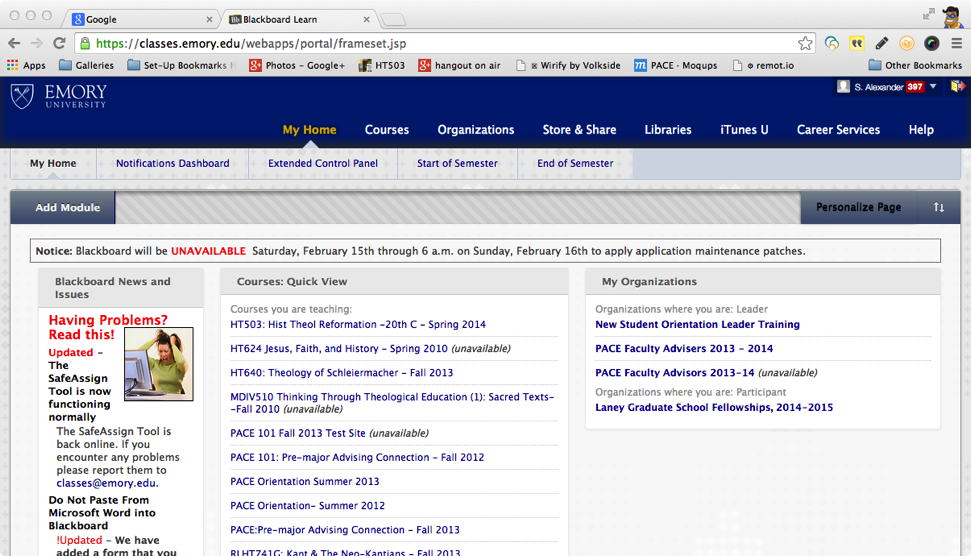 Google
Blackboard Learn
https://classes.emory.edu/webapps/portal/frameset.jsp
Apps Galleries Set-Up Bookmarks Photos - Google+ HT503 hangout on air Wirify by Volkside PACE · Moqups remot.io Other Bookmarks
EMORY
UNIVERSITY
S. Alexander 397
My Home Courses Organizations Store & Share Libraries iTunes U Career Services Help
My Home Notifications Dashboard Extended Control Panel Start of Semester End of Semester
Add Module
Personalize Page
Notice: Blackboard will be UNAVAILABLE Saturday, February 15th through 6 a.m. on Sunday, February 16th to apply application maintenance patches.
Blackboard News and
Issues
Having Problems?
Read this!
Updated –
The
SafeAssign
Tool is now
functioning
normally
The SafeAssign Tool is
back online. If you
encounter any problems
please report them to
classes@emory.edu.
Do Not Paste From
Microsoft Word into
Blackboard
!Updated - We have
added a form that you
Courses: Quick View
Courses you are teaching:
HT503: Hist Theol Reformation -20th C - Spring 2014
HT624 Jesus, Faith, and History - Spring 2010 (unavailable)
HT640: Theology of Schleiermacher - Fall 2013
MDIV510 Thinking Through Theological Education (1): Sacred Texts-
-Fall 2010 (unavailable)
PACE 101 Fall 2013 Test Site (unavailable)
PACE 101: Pre-major Advising Connection - Fall 2012
PACE Orientation Summer 2013
PACE Orientation- Summer 2012
PACE:Pre-major Advising Connection - Fall 2013
RLHT741G: Kant & The Neo-Kantians - Fall 2013
My Organizations
Organizations where you are: Leader
New Student Orientation Leader Training
PACE Faculty Advisers 2013 - 2014
PACE Faculty Advisors 2013-14 (unavailable)
Organizations where you are: Participant
Laney Graduate School Fellowships, 2014-2015